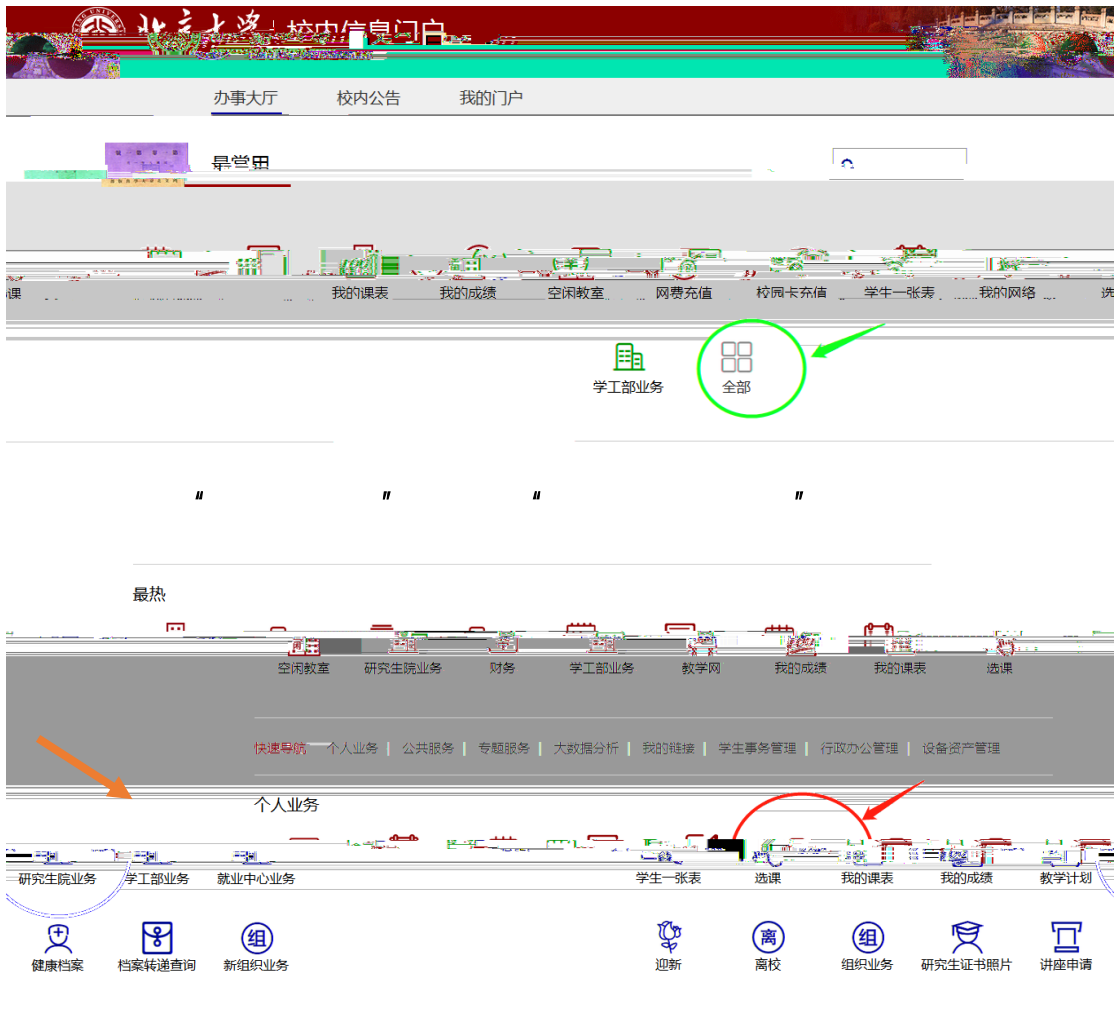 北京大学 校内信息门户
办事大厅 校内公告 我的门户
最常用
课 我的课表 我的成绩 空闲教室 网费充值 校园卡充值 学生一张表 我的网络 选
学工部业务 全部
“ ” “ ”
最热
空闲教室 研究生院业务 财务 学工部业务 教学网 我的成绩 我的课表 选课
快速导航 个人业务 | 公共服务 | 专题服务 | 大数据分析 | 我的链接 | 学生事务管理 | 行政办公管理 | 设备资产管理
个人业务
研究生院业务 学工部业务 就业中心业务 学生一张表 选课 我的课表 我的成绩 教学计划
组 离 组
健康档案 档案转递查询 新组织业务 迎新 离校 组织业务 研究生证书照片 讲座申请